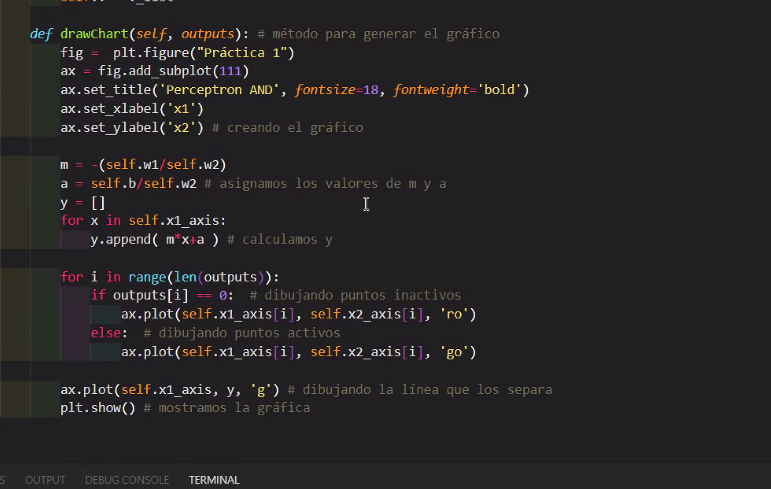 def drawChart(self, outputs): # método para generar el gráfico
fig =  plt.figure("Práctica 1")
ax = fig.add_subplot(111)
ax.set_title('Perceptron AND', fontsize=18, fontweight='bold')
ax.set_xlabel('x1')
ax.set_ylabel('x2') # creando el gráfico
m = -(self.w1/self.w2)
a = self.b/self.w2 # asignamos los valores de m y a
y = []
for x in self.x1_axis:
y.append( m*x+a ) # calculamos y
for i in range(len(outputs)):
if outputs[i] == 0:  # dibujando puntos inactivos
ax.plot(self.x1_axis[i], self.x2_axis[i], 'ro')
else:  # dibujando puntos activos
ax.plot(self.x1_axis[i], self.x2_axis[i], 'go')
ax.plot(self.x1_axis, y, 'g') # dibujando la línea que los separa
plt.show() # mostramos la gráfica
OUTPUT DEBUG CONSOLE TERMINAL